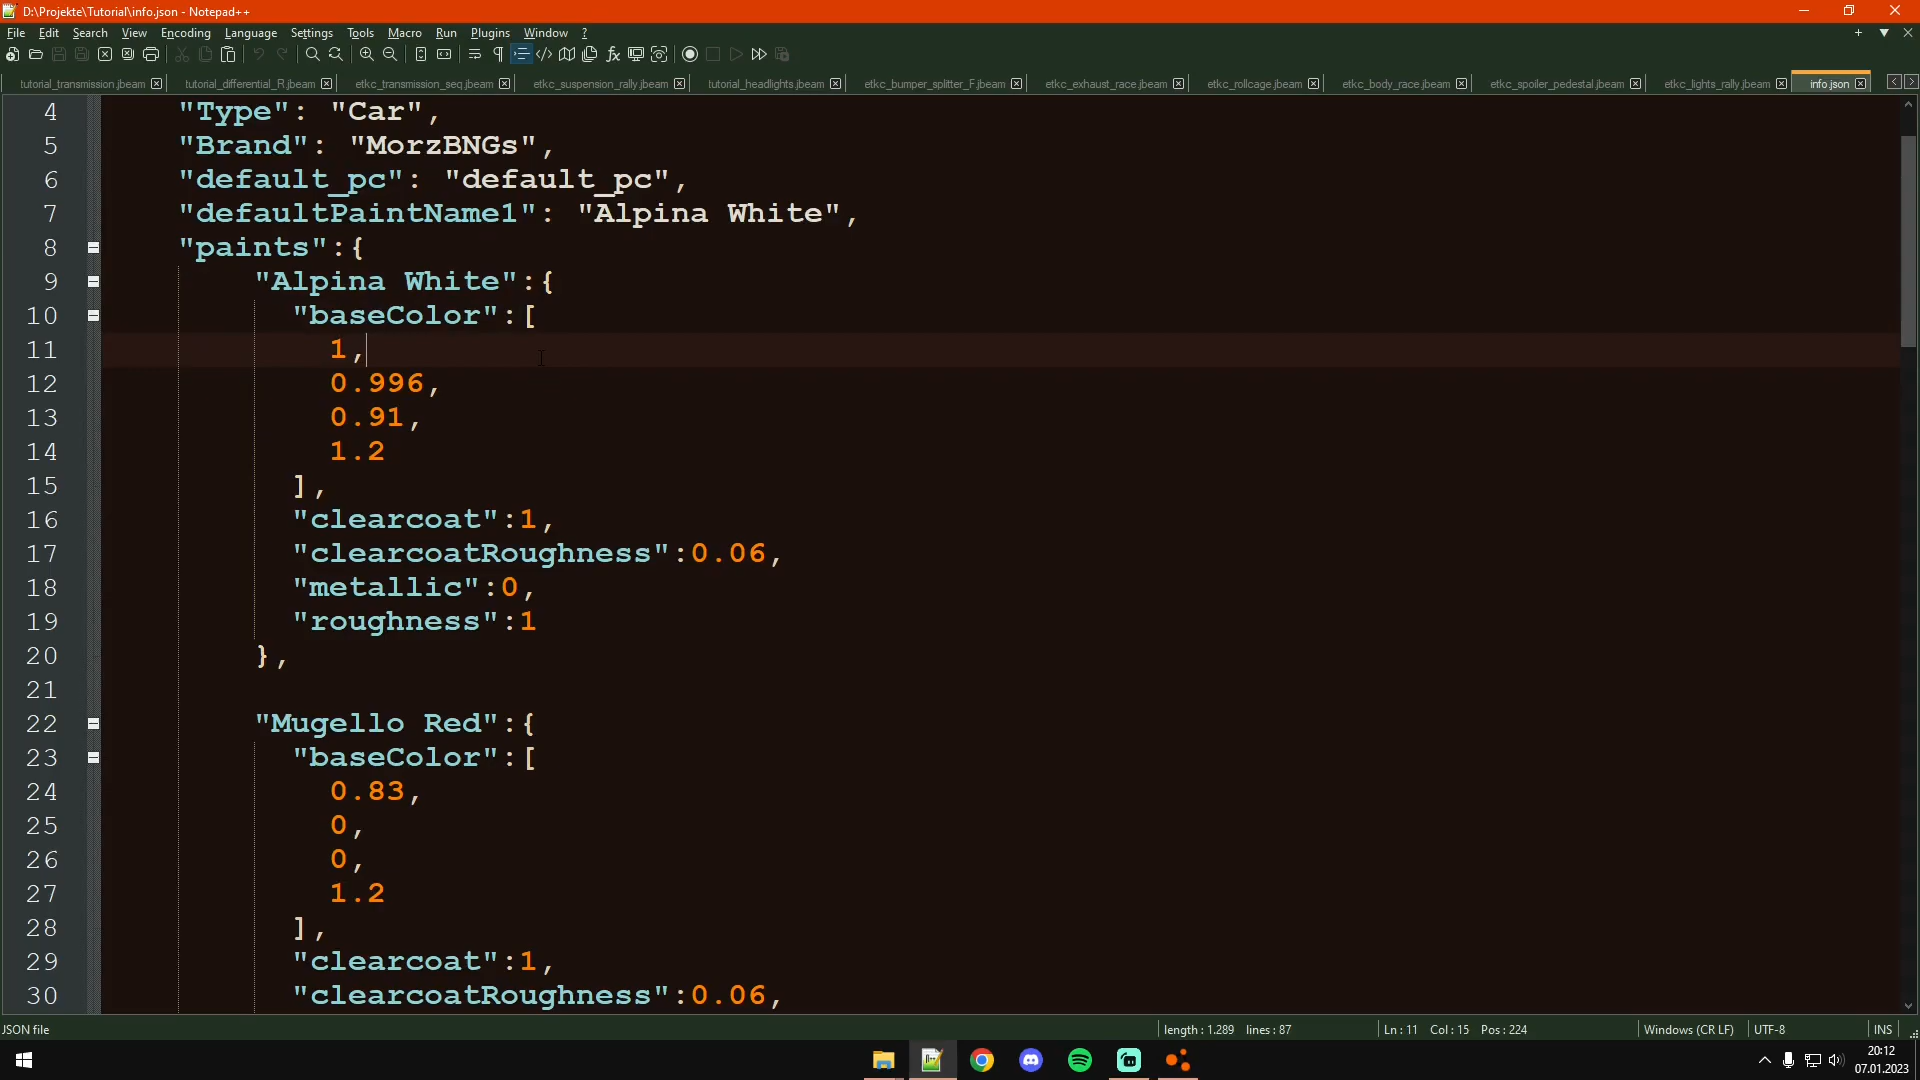 D:\Projekte\Tutorial\info.json - Notepad++
File Edit Search View Encoding Language Settings Tools Macro Run Plugins Window ?
tutorial_transmission.jbeam tutorial_differential_R.jbeam etkc_transmission_seq.jbeam etkc_suspension_rally.jbeam tutorial_headlights.jbeam etkc_bumper_splitter_F.jbeam etkc_exhaust_race.jbeam etkc_rollcage.jbeam etkc_body_race.jbeam etkc_spoiler_pedestal.jbeam etkc_lights_rally.jbeam info.json
4 "Type": "Car",
5 "Brand": "MorzBNGs",
6 "default_pc": "default_pc",
7 "defaultPaintName1": "Alpina White",
8 "paints":{
9 "Alpina White":{
10 "baseColor":[
11 1,
12 0.996,
13 0.91,
14 1.2
15 ],
16 "clearcoat":1,
17 "clearcoatRoughness":0.06,
18 "metallic":0,
19 "roughness":1
20 },
21
22 "Mugello Red":{
23 "baseColor":[
24 0.83,
25 0,
26 0,
27 1.2
28 ],
29 "clearcoat":1,
30 "clearcoatRoughness":0.06,
JSON file length : 1.289 lines : 87 Ln : 11 Col : 15 Pos : 224 Windows (CR LF) UTF-8 INS
20:12
07.01.2023